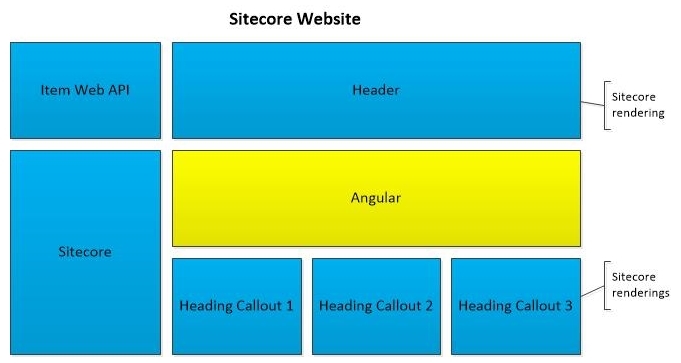 Sitecore Website
Item Web API
Header
Sitecore
rendering
Angular
Sitecore
Heading Callout 1
Heading Callout 2
Heading Callout 3
Sitecore
renderings